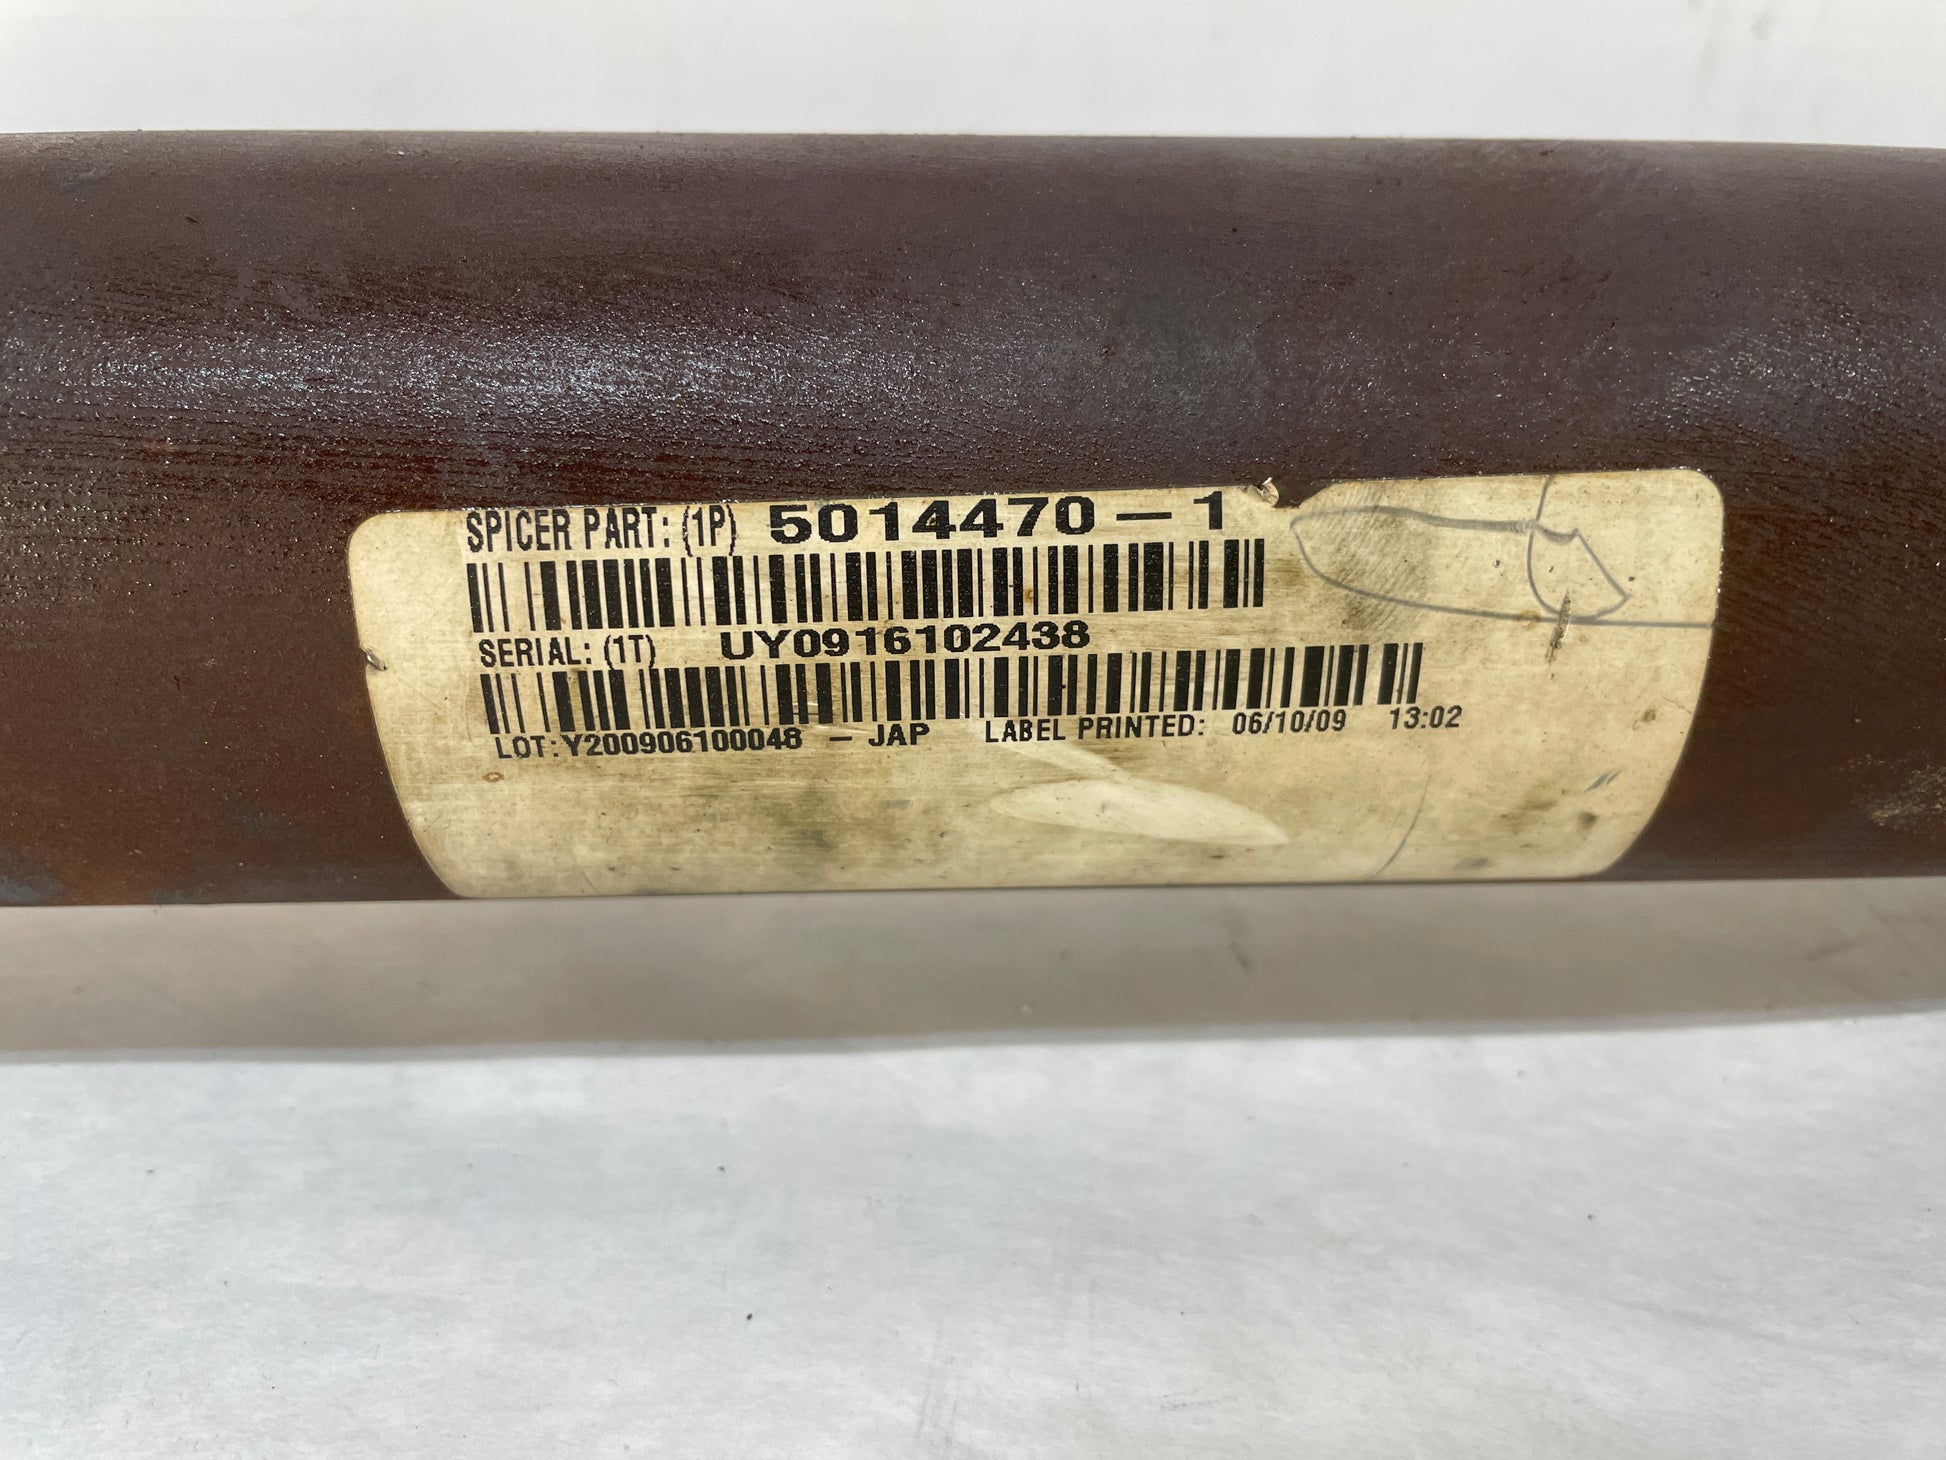 SPICER PART: (1P) 5014470-1
SERIAL: (1T) UY0916102438
LOT: Y200906100048 - JAP LABEL PRINTED: 06/10/09 13:02